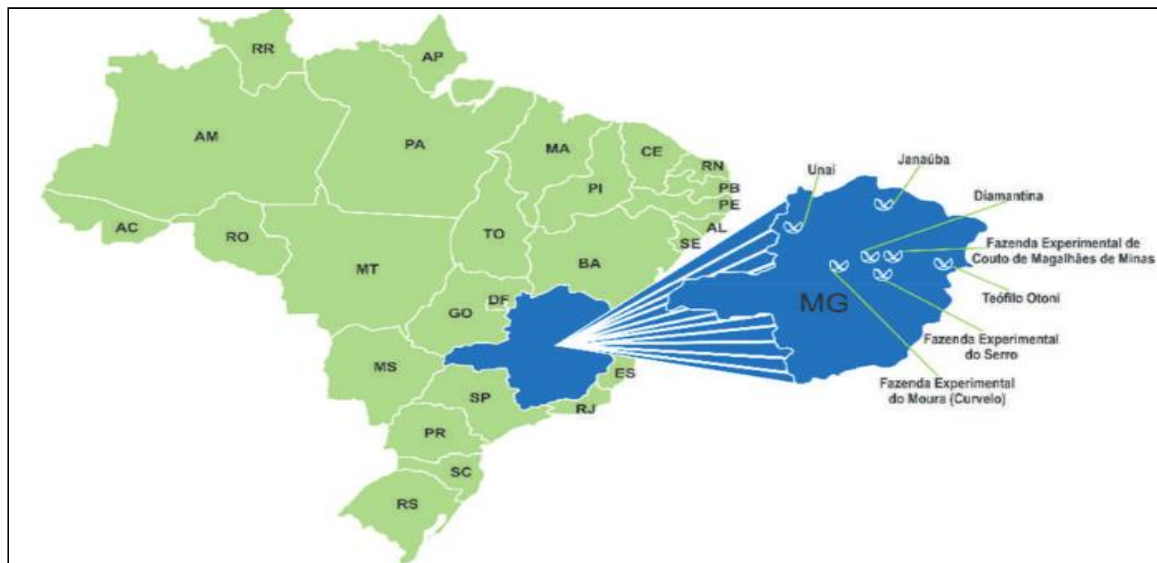 RR
AP
AM
PA
MA
CE
RN
PI
PB
PE
AC
RO
TO
AL
SE
MT
BA
DF
GO
MS
ES
SP
RJ
PR
SC
RS
Unaí
Janaúba
Diamantina
Fazenda Experimental de
Couto de Magalhães de Minas
Teófilo Otoni
MG
Fazenda Experimental
do Serro
Fazenda Experimental
do Moura (Curvelo)